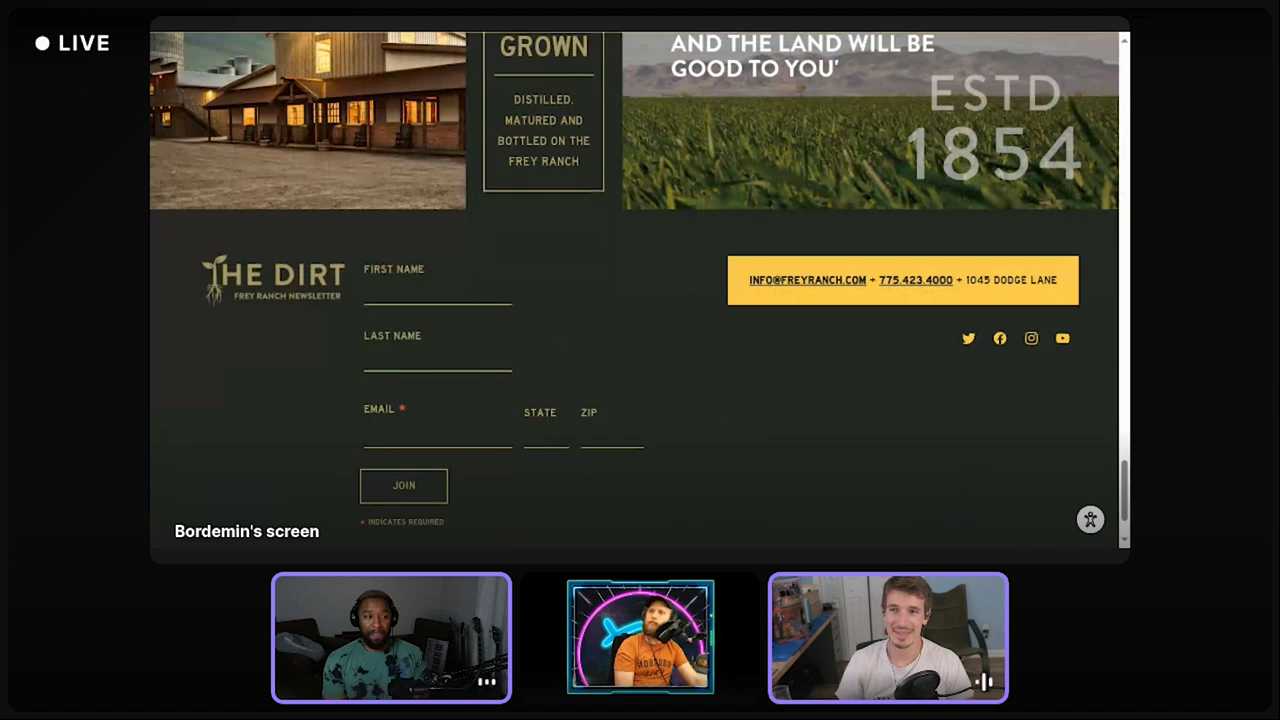 LIVE
GROWN
DISTILLED,
MATURED AND
BOTTLED ON THE
FREY RANCH
AND THE LAND WILL BE
GOOD TO YOU'
ESTD
1854
THE DIRT
FREY RANCH NEWSLETTER
FIRST NAME
LAST NAME
EMAIL *
STATE
ZIP
JOIN
* INDICATES REQUIRED
INFO@FREYRANCH.COM + 775.423.4000 + 1045 DODGE LANE
Bordemin's screen